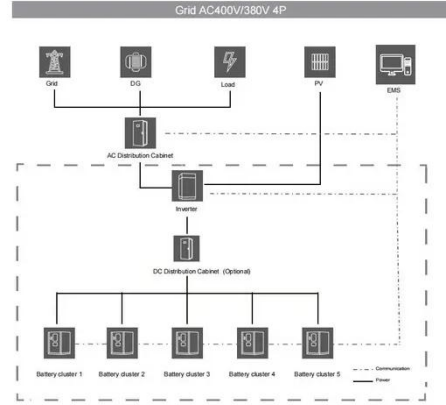 Grid AC400V/380V 4P
Grid
DG
Load
PV
EMS
AC Distribution Cabinet
Inverter
DC Distribution Cabinet (Optional)
Battery cluster 1
Battery cluster 2
Battery cluster 3
Battery cluster 4
Battery cluster 5
Communication
Power